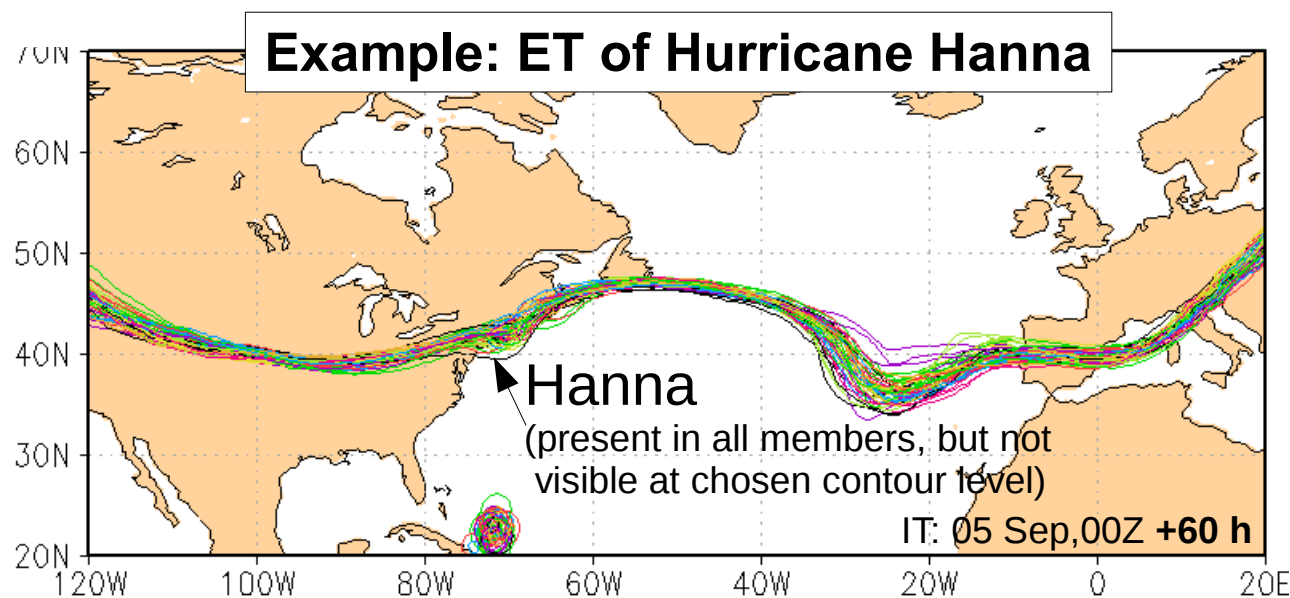 Example: ET of Hurricane Hanna
70N
60N
50N
40N
30N
20N
Hanna
(present in all members, but not
visible at chosen contour level)
IT: 05 Sep,00Z +60 h
120W 100W 80W 60W 40W 20W 0 20E